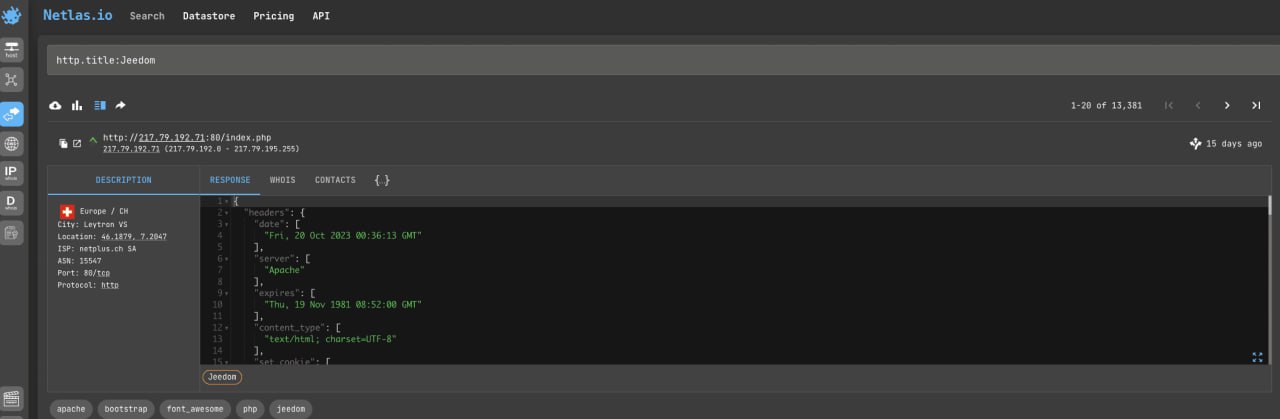 Netlas.io Search Datastore Pricing API
host
http.title:Jeedom
1-20 of 13,381
http://217.79.192.71:80/index.php
217.79.192.71 (217.79.192.0 - 217.79.195.255)
15 days ago
IP
whois
D
whois
DESCRIPTION
Europe / CH
City: Leytron VS
Location: 46.1879, 7.2047
ISP: netplus.ch SA
ASN: 15547
Port: 80/tcp
Protocol: http
RESPONSE WHOIS CONTACTS {.}
1 {
2 "headers": {
3 "date": [
4 "Fri, 20 Oct 2023 00:36:13 GMT"
5 ],
6 "server": [
7 "Apache"
8 ],
9 "expires": [
10 "Thu, 19 Nov 1981 08:52:00 GMT"
11 ],
12 "content_type": [
13 "text/html; charset=UTF-8"
14 ],
15 "set_cookie": [
Jeedom
apache bootstrap font_awesome php jeedom